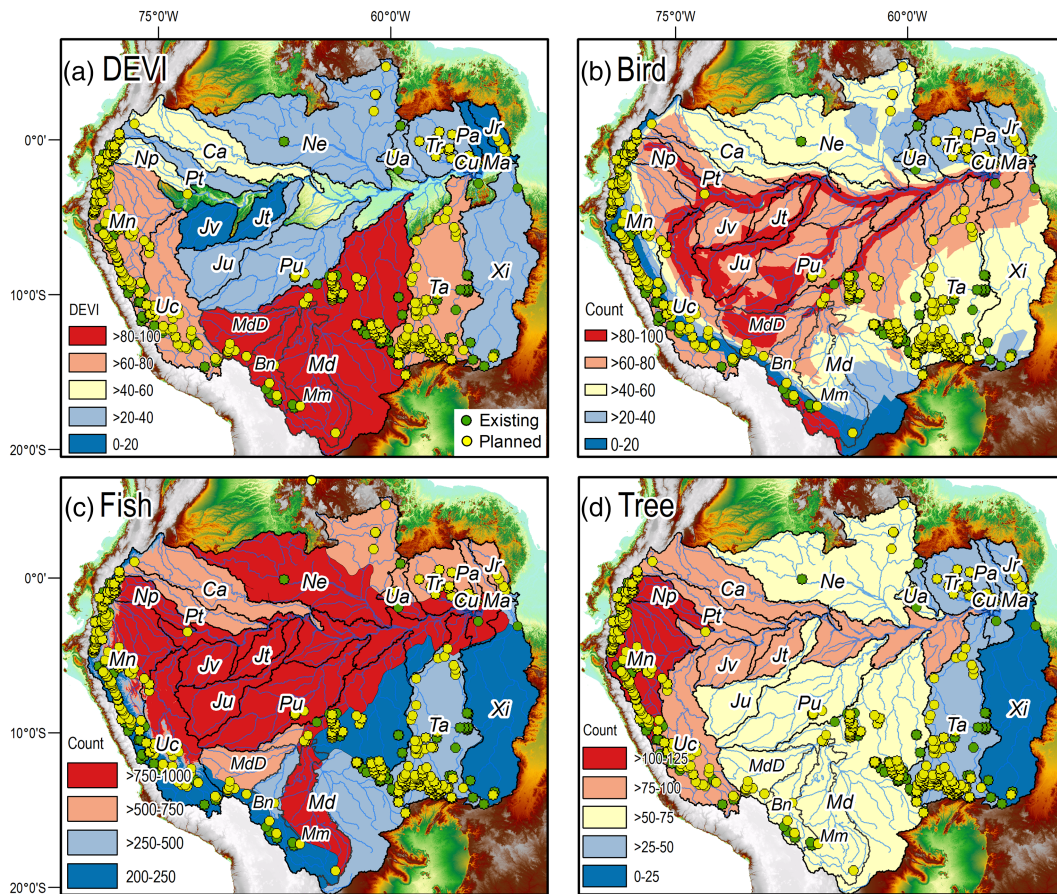 75°0'W 60°0'W 75°0'W 60°0'W
(a) DEVI
0°0'
10°0'S
20°0'S
Np Ca Ne Ua Tr Pa Jr Cu Ma
Pt Mn Jv Jt Ju Pu
Uc MdD Bn Md Mm Ta Xi
DEVI
>80-100
60-80
>40-60
>20-40
0-20
Existing
Planned
(b) Bird
Np Ca Ne Ua Tr Pa Jr Cu Ma
Pt Mn Jv Jt Ju Pu
Uc MdD Bn Md Mm Ta Xi
Count
>80-100
60-80
>40-60
>20-40
0-20
(c) Fish
0°0'
10°0'S
20°0'S
Np Ca Ne Ua Tr Pa Jr Cu Ma
Pt Mn Jv Jt Ju Pu
Uc MdD Bn Md Mm Ta Xi
Count
>750-1000
>500-750
>250-500
200-250
(d) Tree
Np Ca Ne Ua Tr Pa Jr Cu Ma
Pt Mn Jv Jt Ju Pu
Uc MdD Bn Md Mm Ta Xi
Count
>100-125
>75-100
>50-75
>25-50
0-25